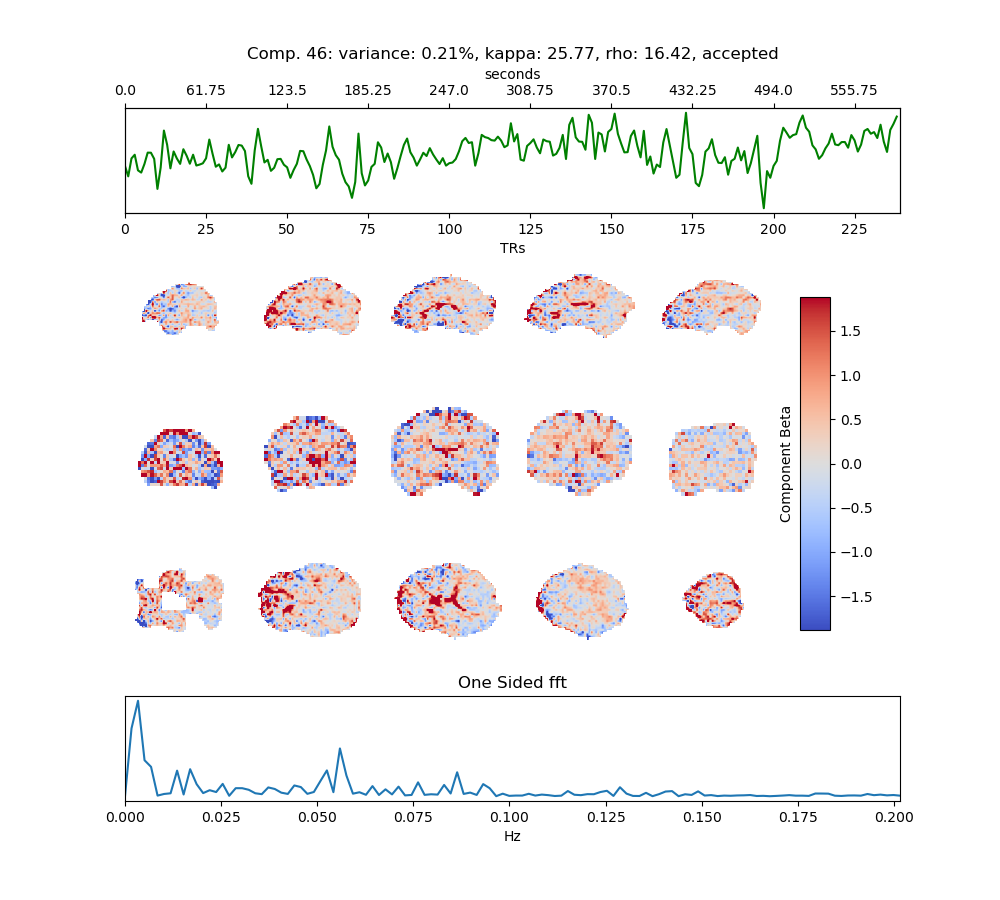 Comp. 46: variance: 0.21%, kappa: 25.77, rho: 16.42, accepted
seconds
0.0 61.75 123.5 185.25 247.0 308.75 370.5 432.25 494.0 555.75
0 25 50 75 100 125 150 175 200 225
TRs
1.5
1.0
0.5
0.0
−0.5
−1.0
−1.5
Component Beta
One Sided fft
0.000 0.025 0.050 0.075 0.100 0.125 0.150 0.175 0.200
Hz